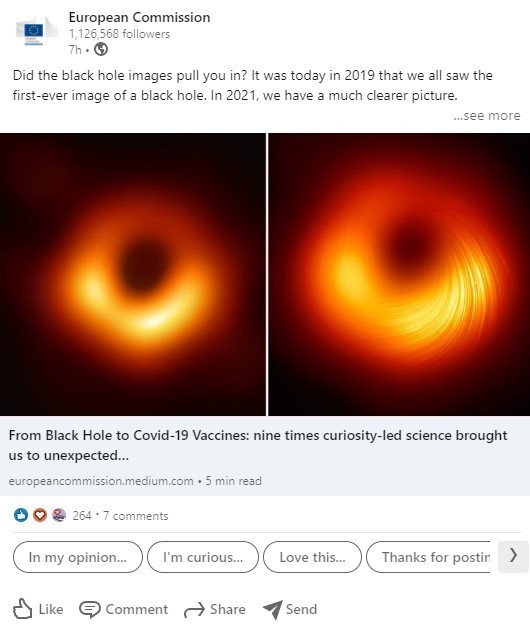 European Commission
1,126,568 followers
7h •
Did the black hole images pull you in? It was today in 2019 that we all saw the
first-ever image of a black hole. In 2021, we have a much clearer picture.
...see more
From Black Hole to Covid-19 Vaccines: nine times curiosity-led science brought
us to unexpected...
europeancommission.medium.com • 5 min read
264 • 7 comments
In my opinion... I'm curious... Love this... Thanks for postin
Like Comment Share Send